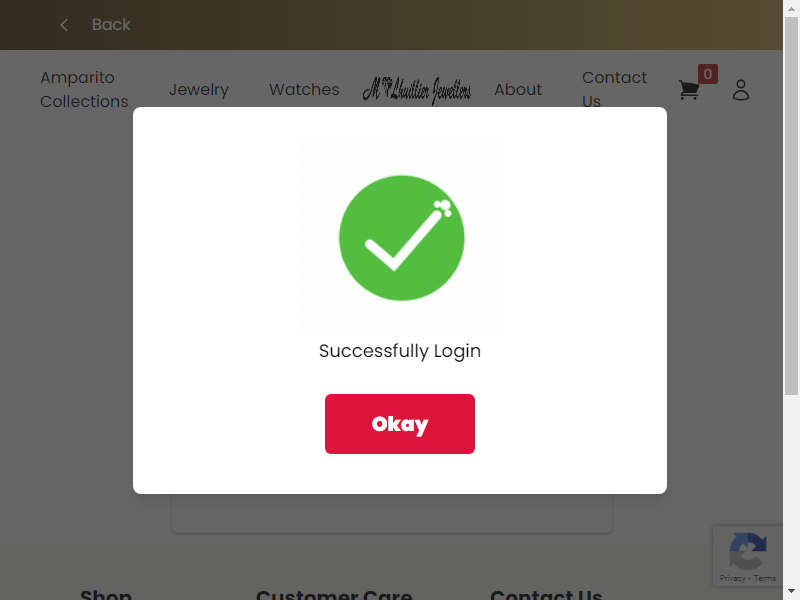 Back
Amparito
Collections
Jewelry
Watches
M Lhuillier Jewellers
About
Contact
Us
0
Successfully Login
Okay
Privacy - Terms
Shop
Customer Care
Contact Us